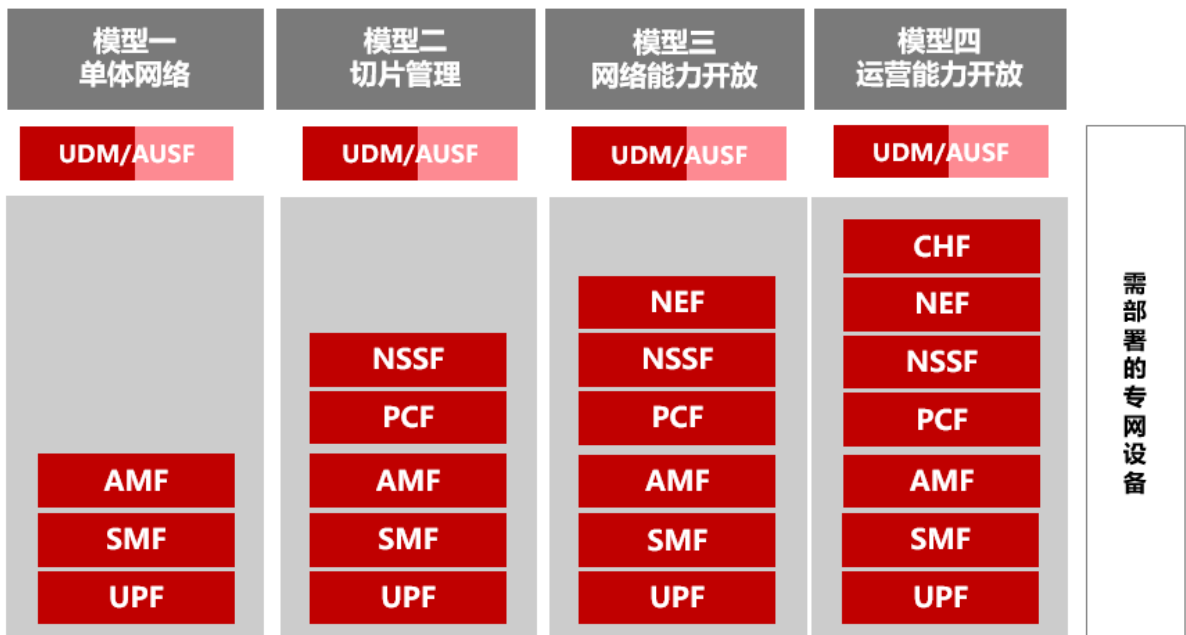 模型一
单体网络
模型二
切片管理
模型三
网络能力开放
模型四
运营能力开放
UDM/AUSF
UDM/AUSF
UDM/AUSF
UDM/AUSF
AMF
SMF
UPF
NSSF
PCF
AMF
SMF
UPF
NEF
NSSF
PCF
AMF
SMF
UPF
CHF
NEF
NSSF
PCF
AMF
SMF
UPF
需部署的专网设备